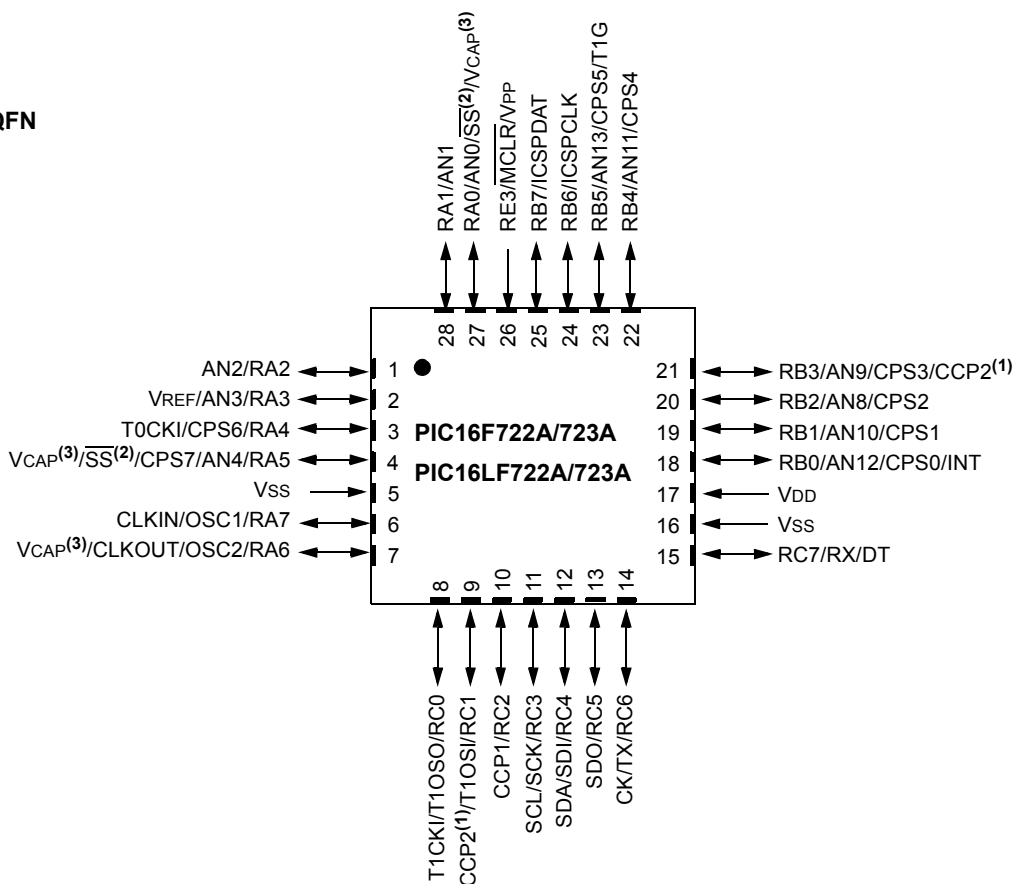 QFN
RA1/AN1
RA0/AN0/SS(2)/VCAP(3)
RE3/MCLR/VPP
RB7/ICSPDAT
RB6/ICSPCLK
RB5/AN13/CPS5/T1G
RB4/AN11/CPS4
28 27 26 25 24 23 22
AN2/RA2 1
VREF/AN3/RA3 2
T0CKI/CPS6/RA4 3
VCAP(3)/SS(2)/CPS7/AN4/RA5 4
VSS 5
CLKIN/OSC1/RA7 6
VCAP(3)/CLKOUT/OSC2/RA6 7
PIC16F722A/723A
PIC16LF722A/723A
21 RB3/AN9/CPS3/CCP2(1)
20 RB2/AN8/CPS2
19 RB1/AN10/CPS1
18 RB0/AN12/CPS0/INT
17 VDD
16 VSS
15 RC7/RX/DT
8 9 10 11 12 13 14
T1CKI/T1OSO/RC0
CCP2(1)/T1OSI/RC1
CCP1/RC2
SCL/SCK/RC3
SDA/SDI/RC4
SDO/RC5
CK/TX/RC6